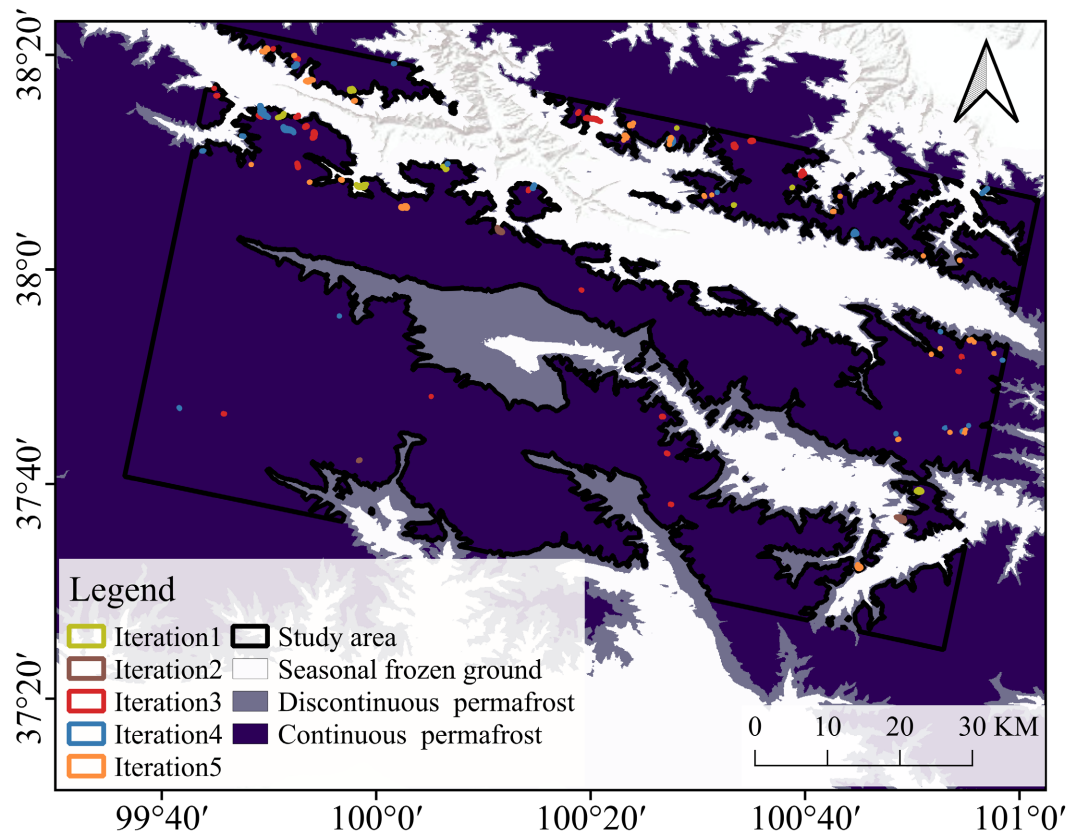 38°20′
38°0′
37°40′
37°20′
Legend
Iteration1 Study area
Iteration2 Seasonal frozen ground
Iteration3 Discontinuous permafrost
Iteration4 Continuous permafrost
Iteration5
0 10 20 30 KM
99°40′ 100°0′ 100°20′ 100°40′ 101°0′